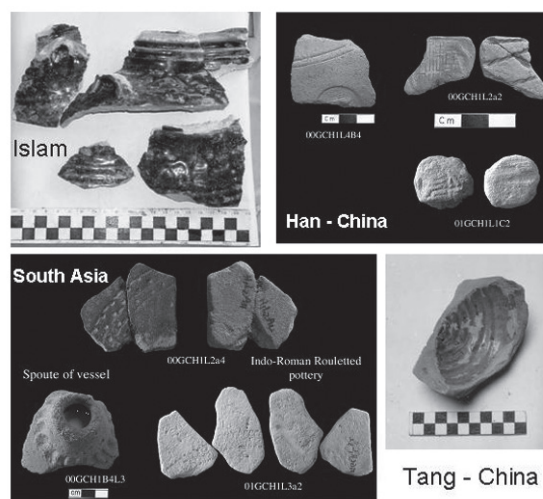 Islam
00GCH1L4B4
00GCH1L2a2
Cm
Cm
01GCH1L1C2
Han - China
South Asia
00GCH1L2a4
Indo-Roman Rouletted
pottery
Spoute of vessel
00GCH1B4L3
cm
01GCH1L3a2
Tang - China